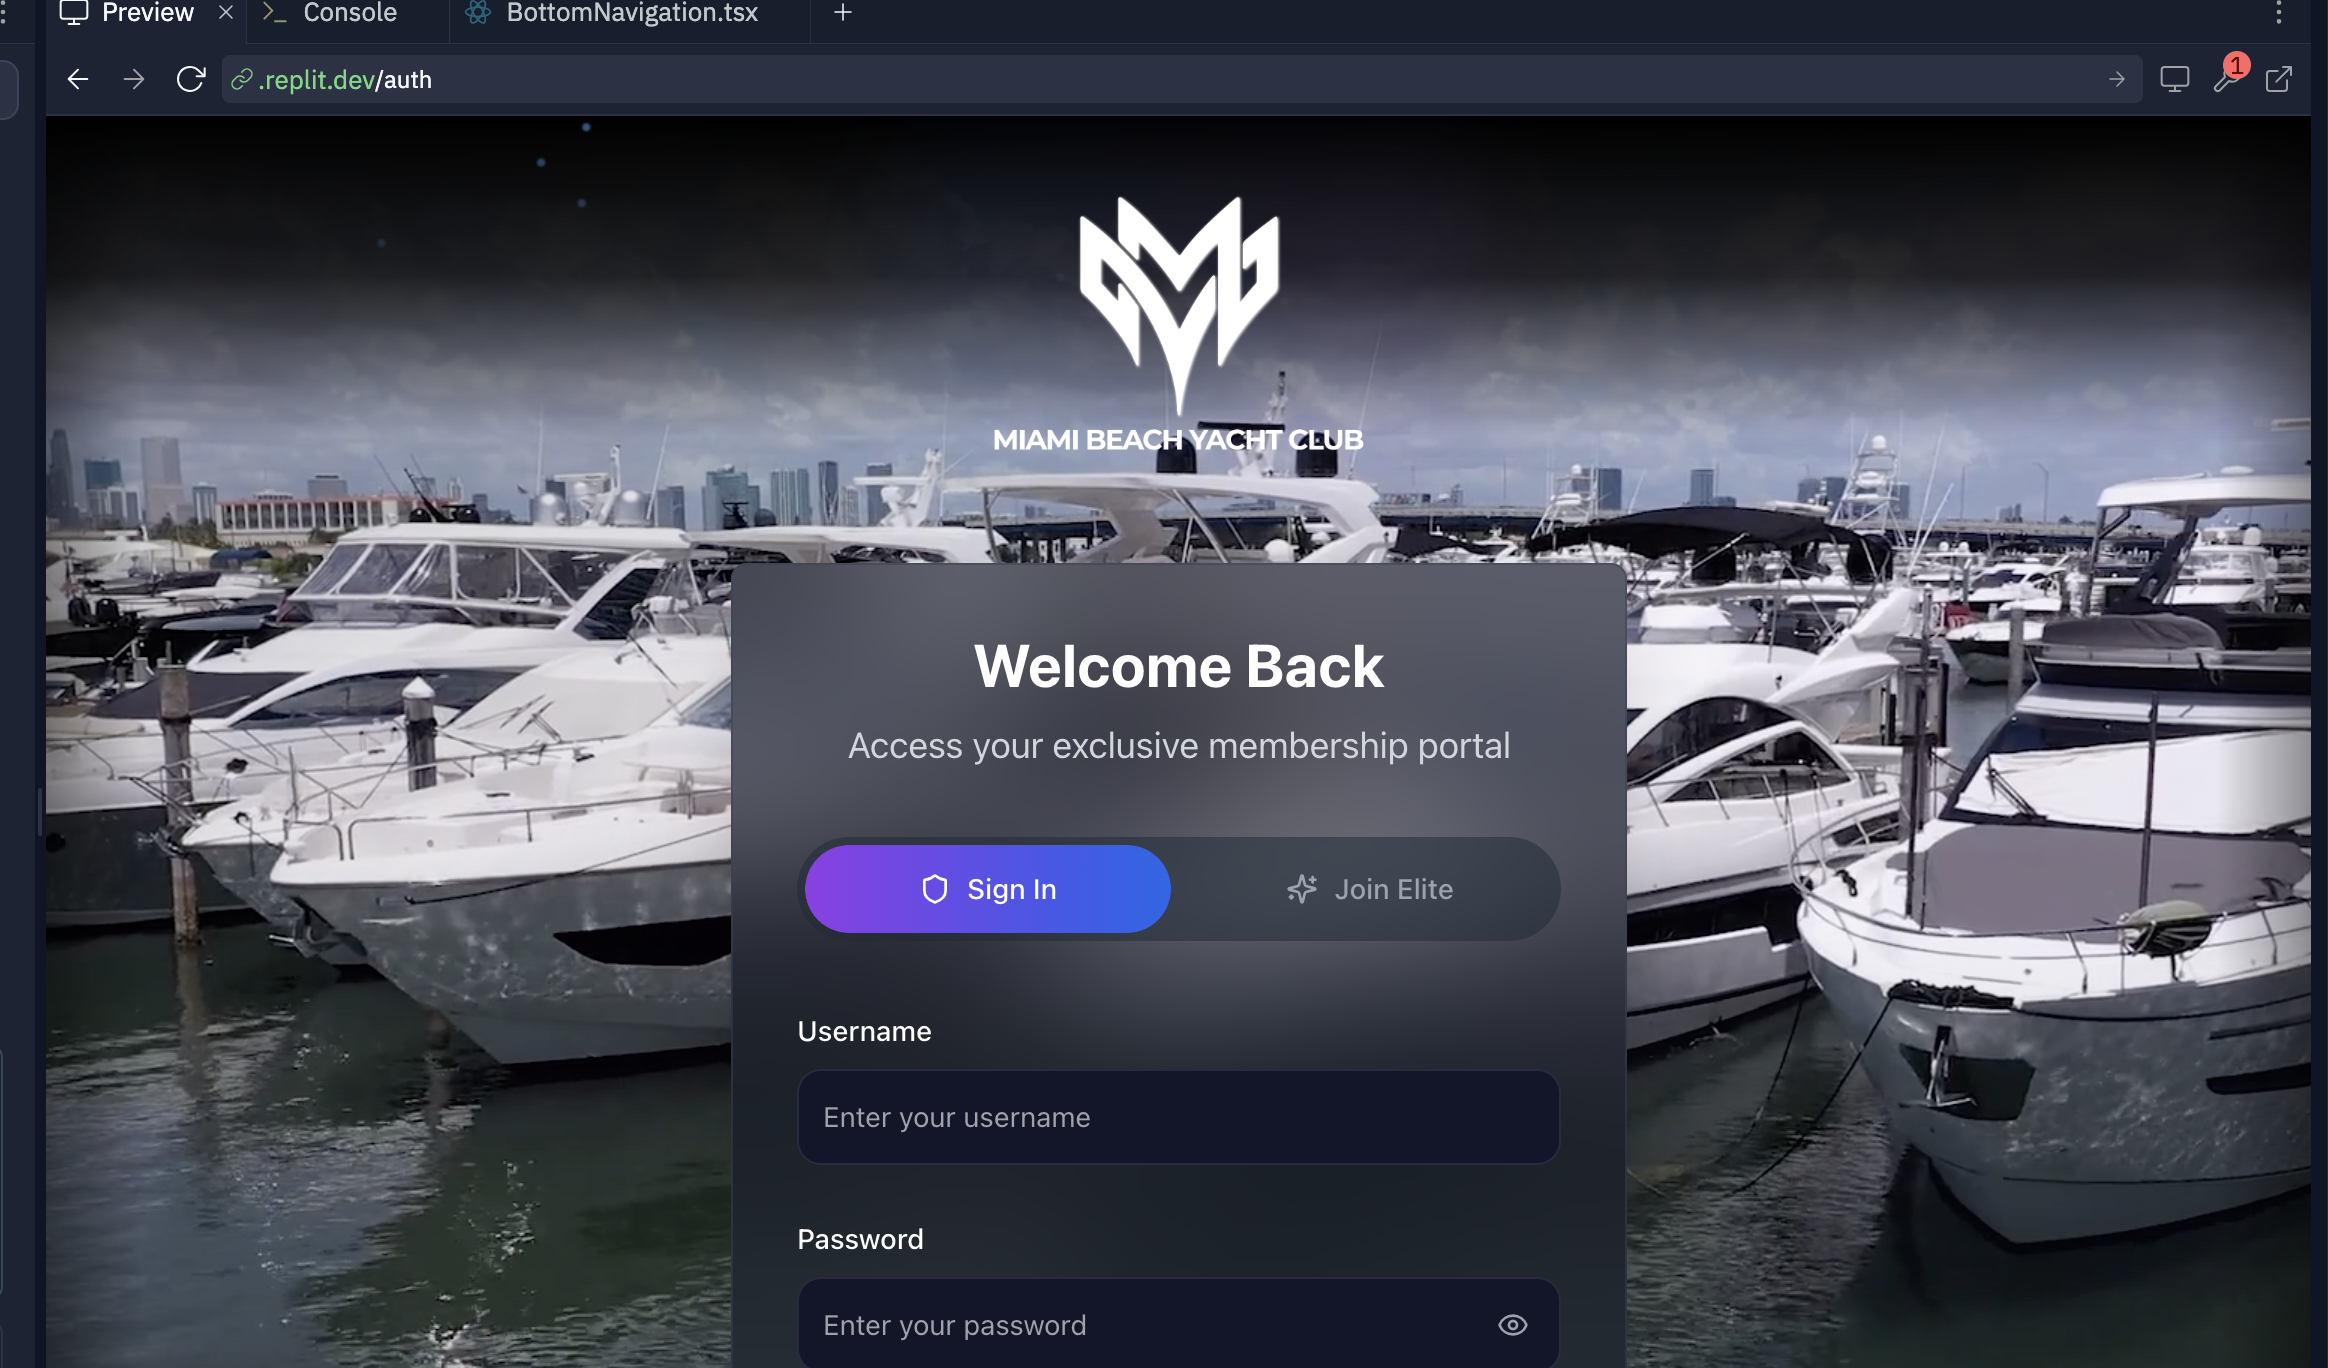 Preview
Console
BottomNavigation.tsx
.replit.dev/auth
1
MIAMI BEACH YACHT CLUB
Welcome Back
Access your exclusive membership portal
Sign In
Join Elite
Username
Enter your username
Password
Enter your password